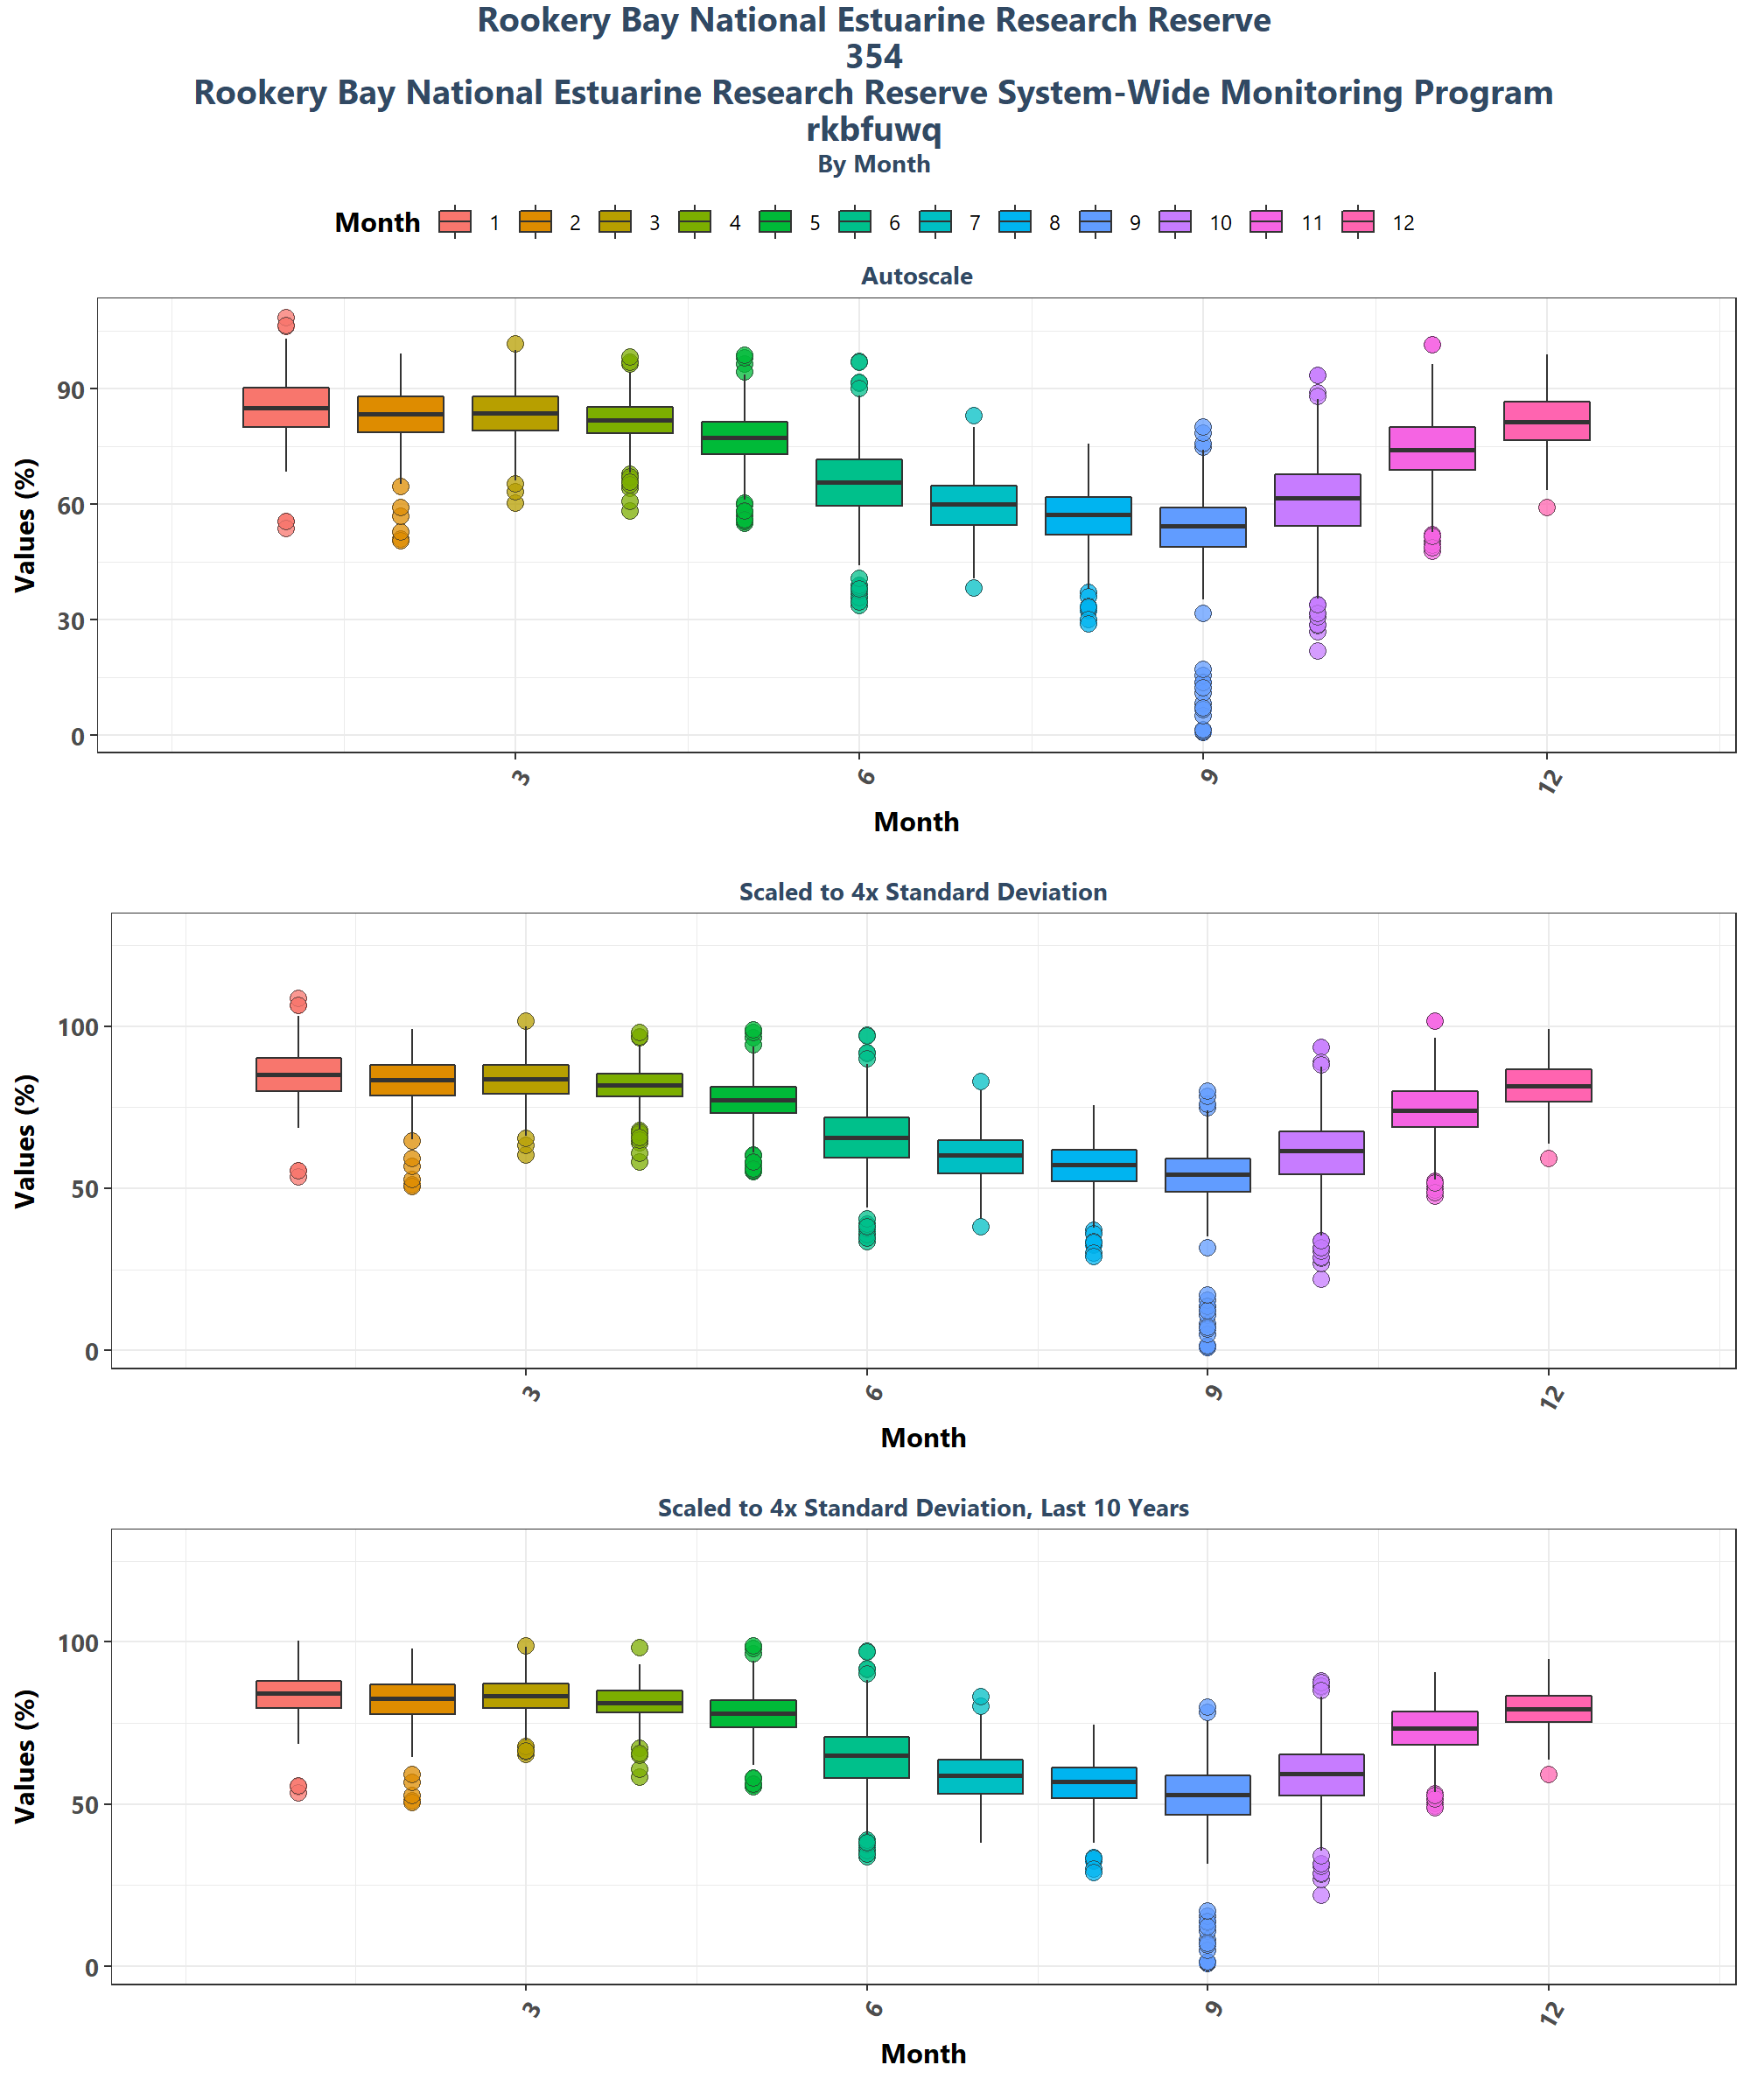 Rookery Bay National Estuarine Research Reserve
354
Rookery Bay National Estuarine Research Reserve System-Wide Monitoring Program
rkbfuwq
By Month
Month 1 2 3 4 5 6 7 8 9 10 11 12
Autoscale
Values (%)
90
60
30
0
3 6 9 12
Month
Scaled to 4x Standard Deviation
Values (%)
100
50
0
3 6 9 12
Month
Scaled to 4x Standard Deviation, Last 10 Years
Values (%)
100
50
0
3 6 9 12
Month